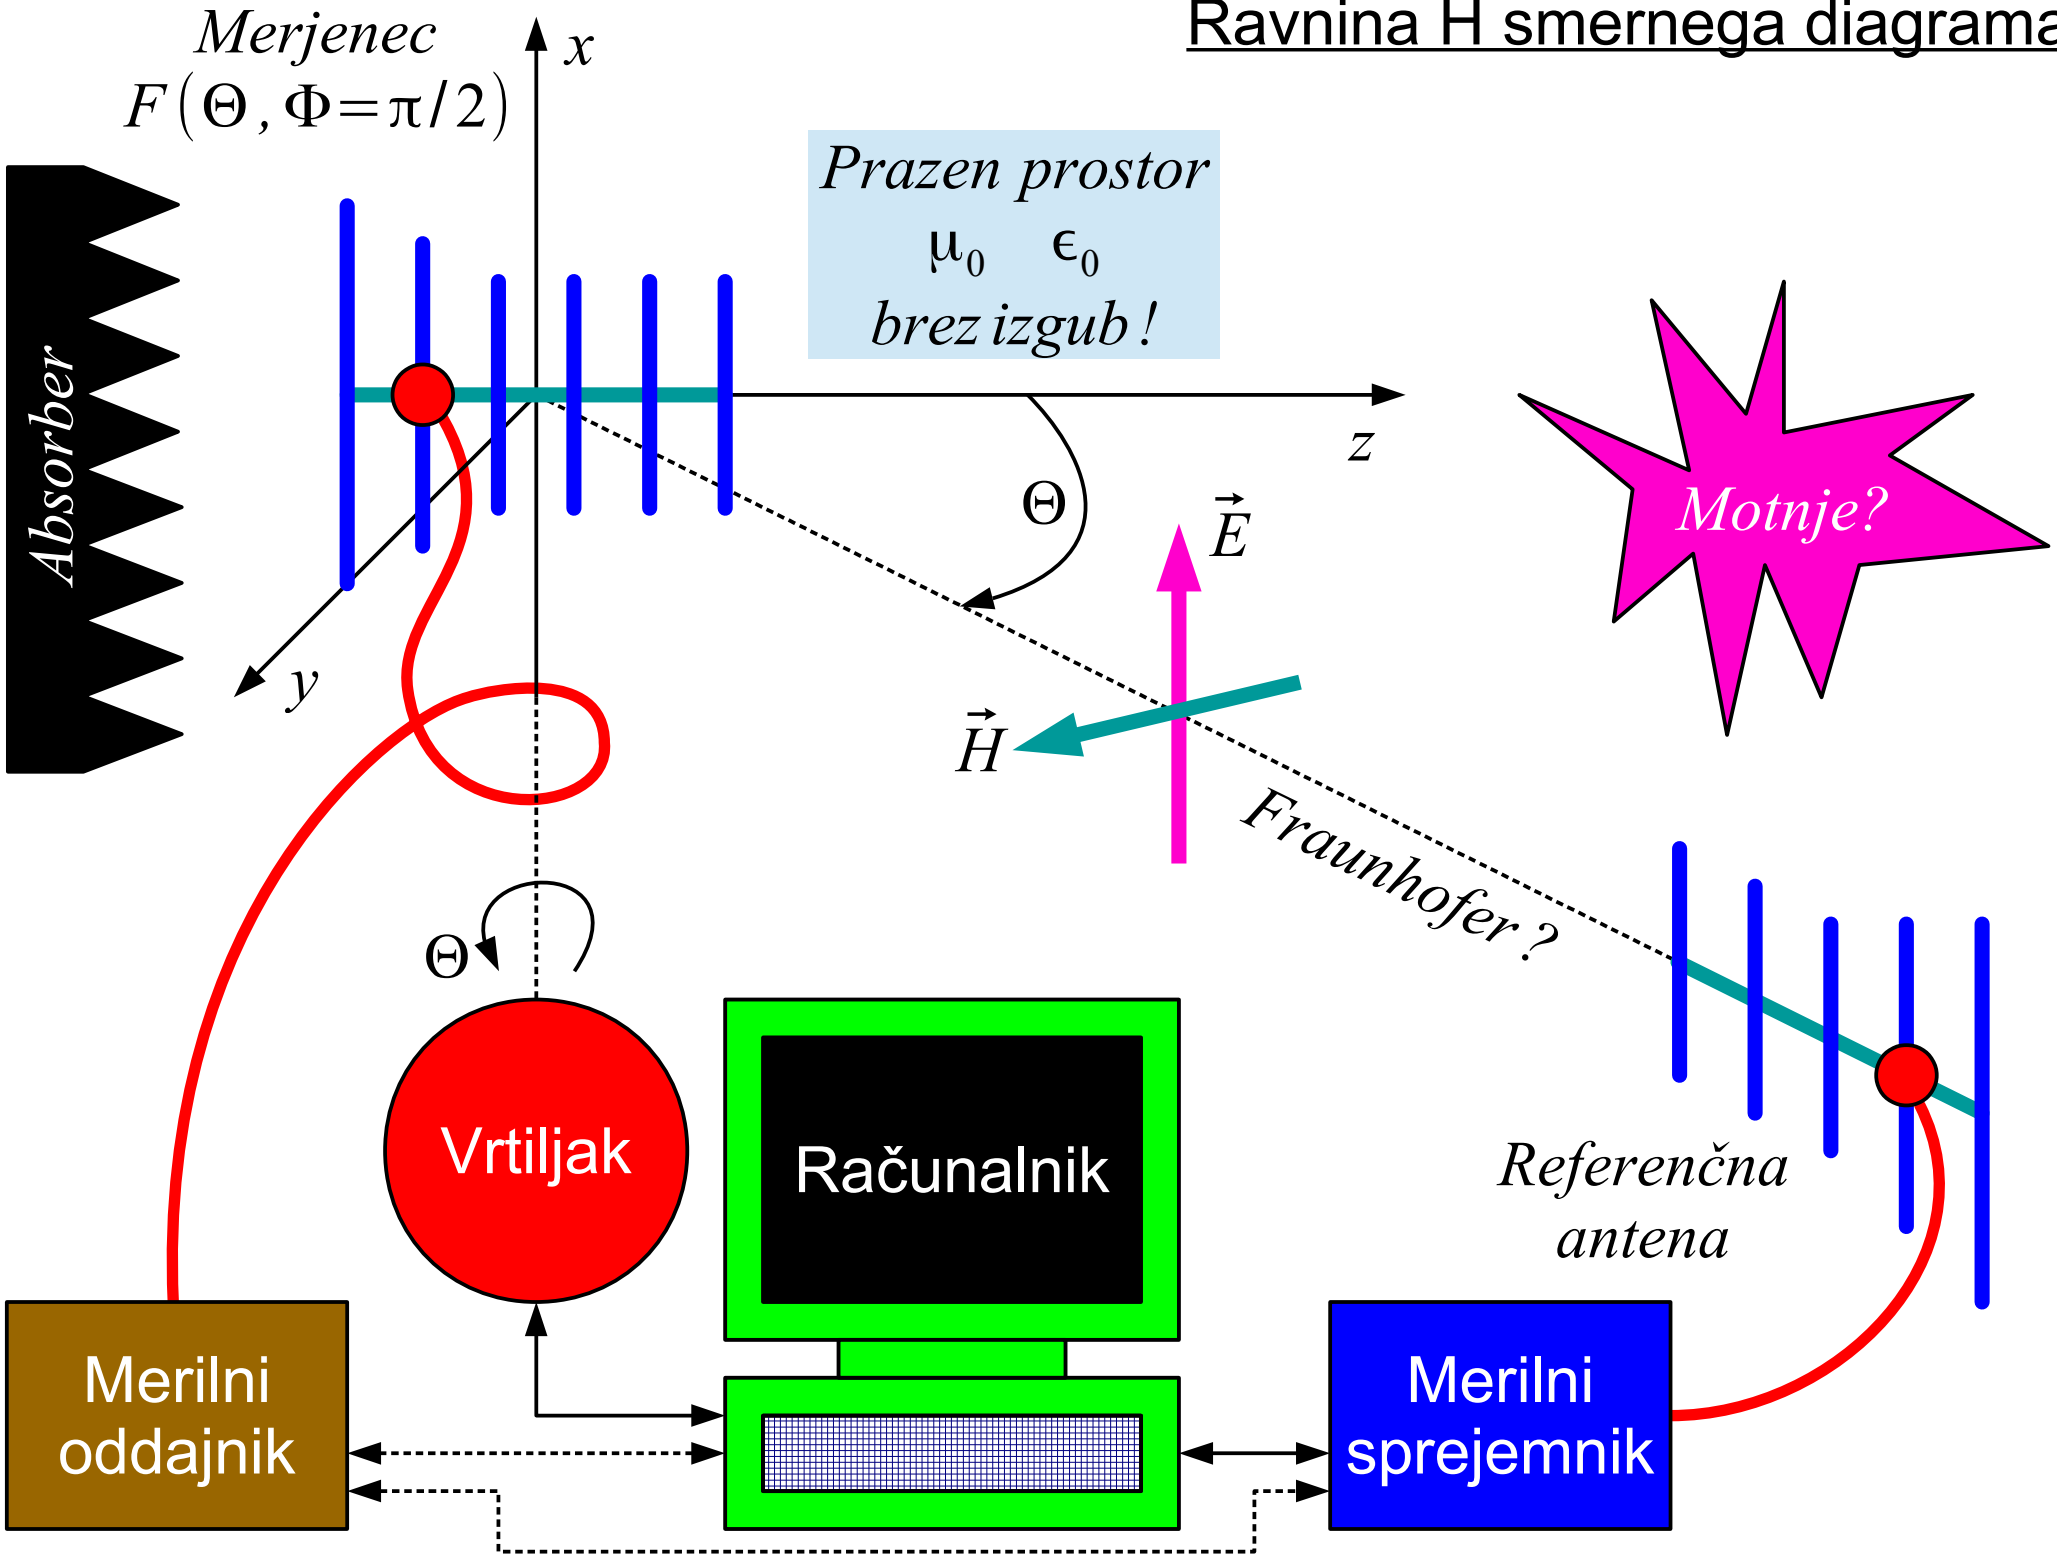 Ravnina H smernega diagrama
Merjenec
F(Θ, Φ=π/2)
x
Prazen prostor
μ₀ ϵ₀
brez izgub!
Absorber
z
Θ
Motnje?
E⃗
y
H⃗
Fraunhofer?
Θ
Vrtiljak
Računalnik
Referenčna
antena
Merilni
oddajnik
Merilni
sprejemnik